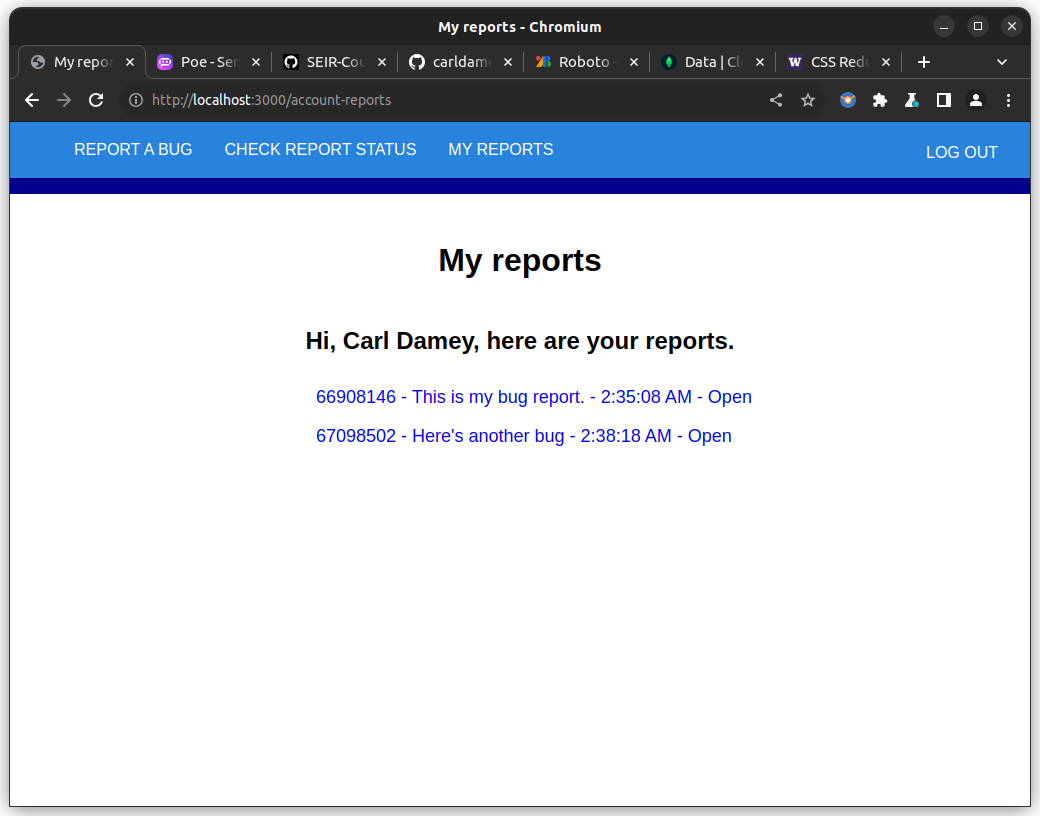 My reports - Chromium
My repor
Poe - Ser
SEIR-Cou
carldam
Roboto -
Data | Cl
CSS Redu
http://localhost:3000/account-reports
REPORT A BUG CHECK REPORT STATUS MY REPORTS LOG OUT
My reports
Hi, Carl Damey, here are your reports.
66908146 - This is my bug report. - 2:35:08 AM - Open
67098502 - Here's another bug - 2:38:18 AM - Open